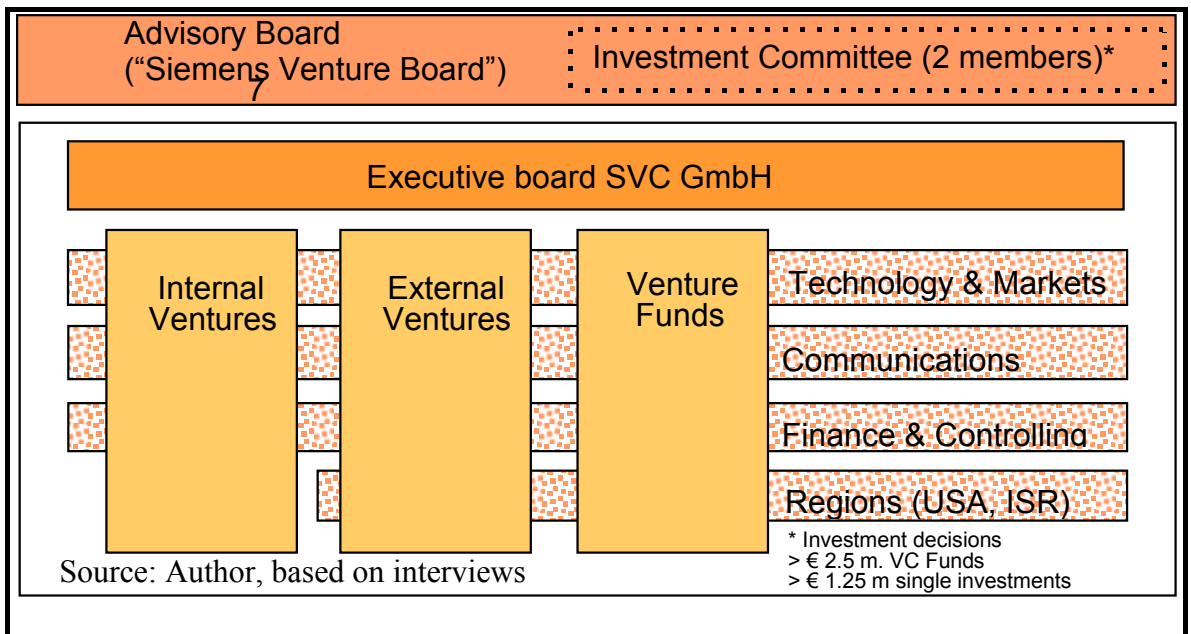 Advisory Board
(“Siemens Venture Board”)
7
Investment Committee (2 members)*
Executive board SVC GmbH
Internal
Ventures
External
Ventures
Venture
Funds
Technology & Markets
Communications
Finance & Controlling
Regions (USA, ISR)
* Investment decisions
> € 2.5 m. VC Funds
> € 1.25 m single investments
Source: Author, based on interviews